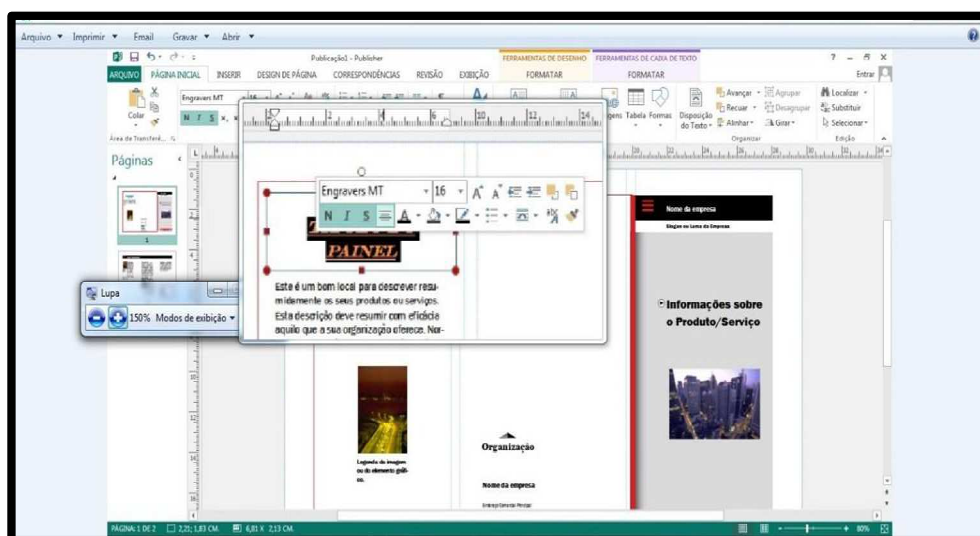 Arquivo Imprimir Email Gravar Abrir
Publicação1 - Publisher FERRAMENTAS DE DESENHO FERRAMENTAS DE CAIXA DE TEXTO
ARQUIVO PÁGINA INICIAL INSERIR DESIGN DE PÁGINA CORRESPONDÊNCIAS REVISÃO EXIBIÇÃO FORMATAR FORMATAR Entrar
Engravers MT 16
Colar N I S
Tabela Formas Disposição do Texto
Avançar Agrupar Localizar
Recuar Desagrupar Substituir
Alinhar Girar Selecionar
Organizar Edição
Páginas
1
Engravers MT 16
N I S
PAINEL
Este é um bom local para descrever resu-
midamente os seus produtos ou serviços.
Esta descrição deve resumir com eficácia
aquilo que a sua organização oferece. Nor-
Lupa
150% Modos de exibição
Nome da empresa
Slogan ou Lema da Empresa
Informações sobre
o Produto/Serviço
Legenda da imagem
ou do elemento gráfi-
co.
Organização
Nome da empresa
PÁGINA: 1 DE 2 2,21; 1,83 CM. 6,01 X 2,13 CM. 80%